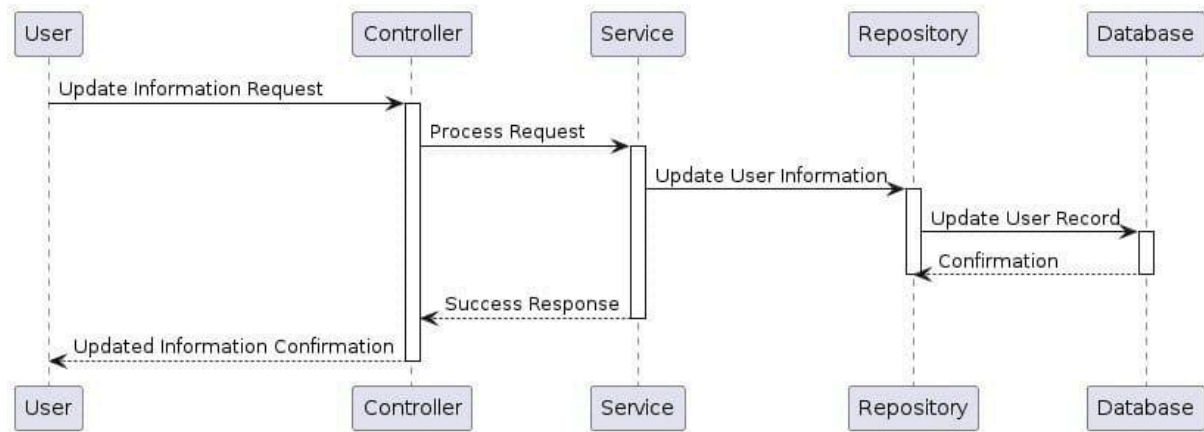 User
Controller
Service
Repository
Database
Update Information Request
Process Request
Update User Information
Update User Record
Confirmation
Success Response
Updated Information Confirmation
User
Controller
Service
Repository
Database